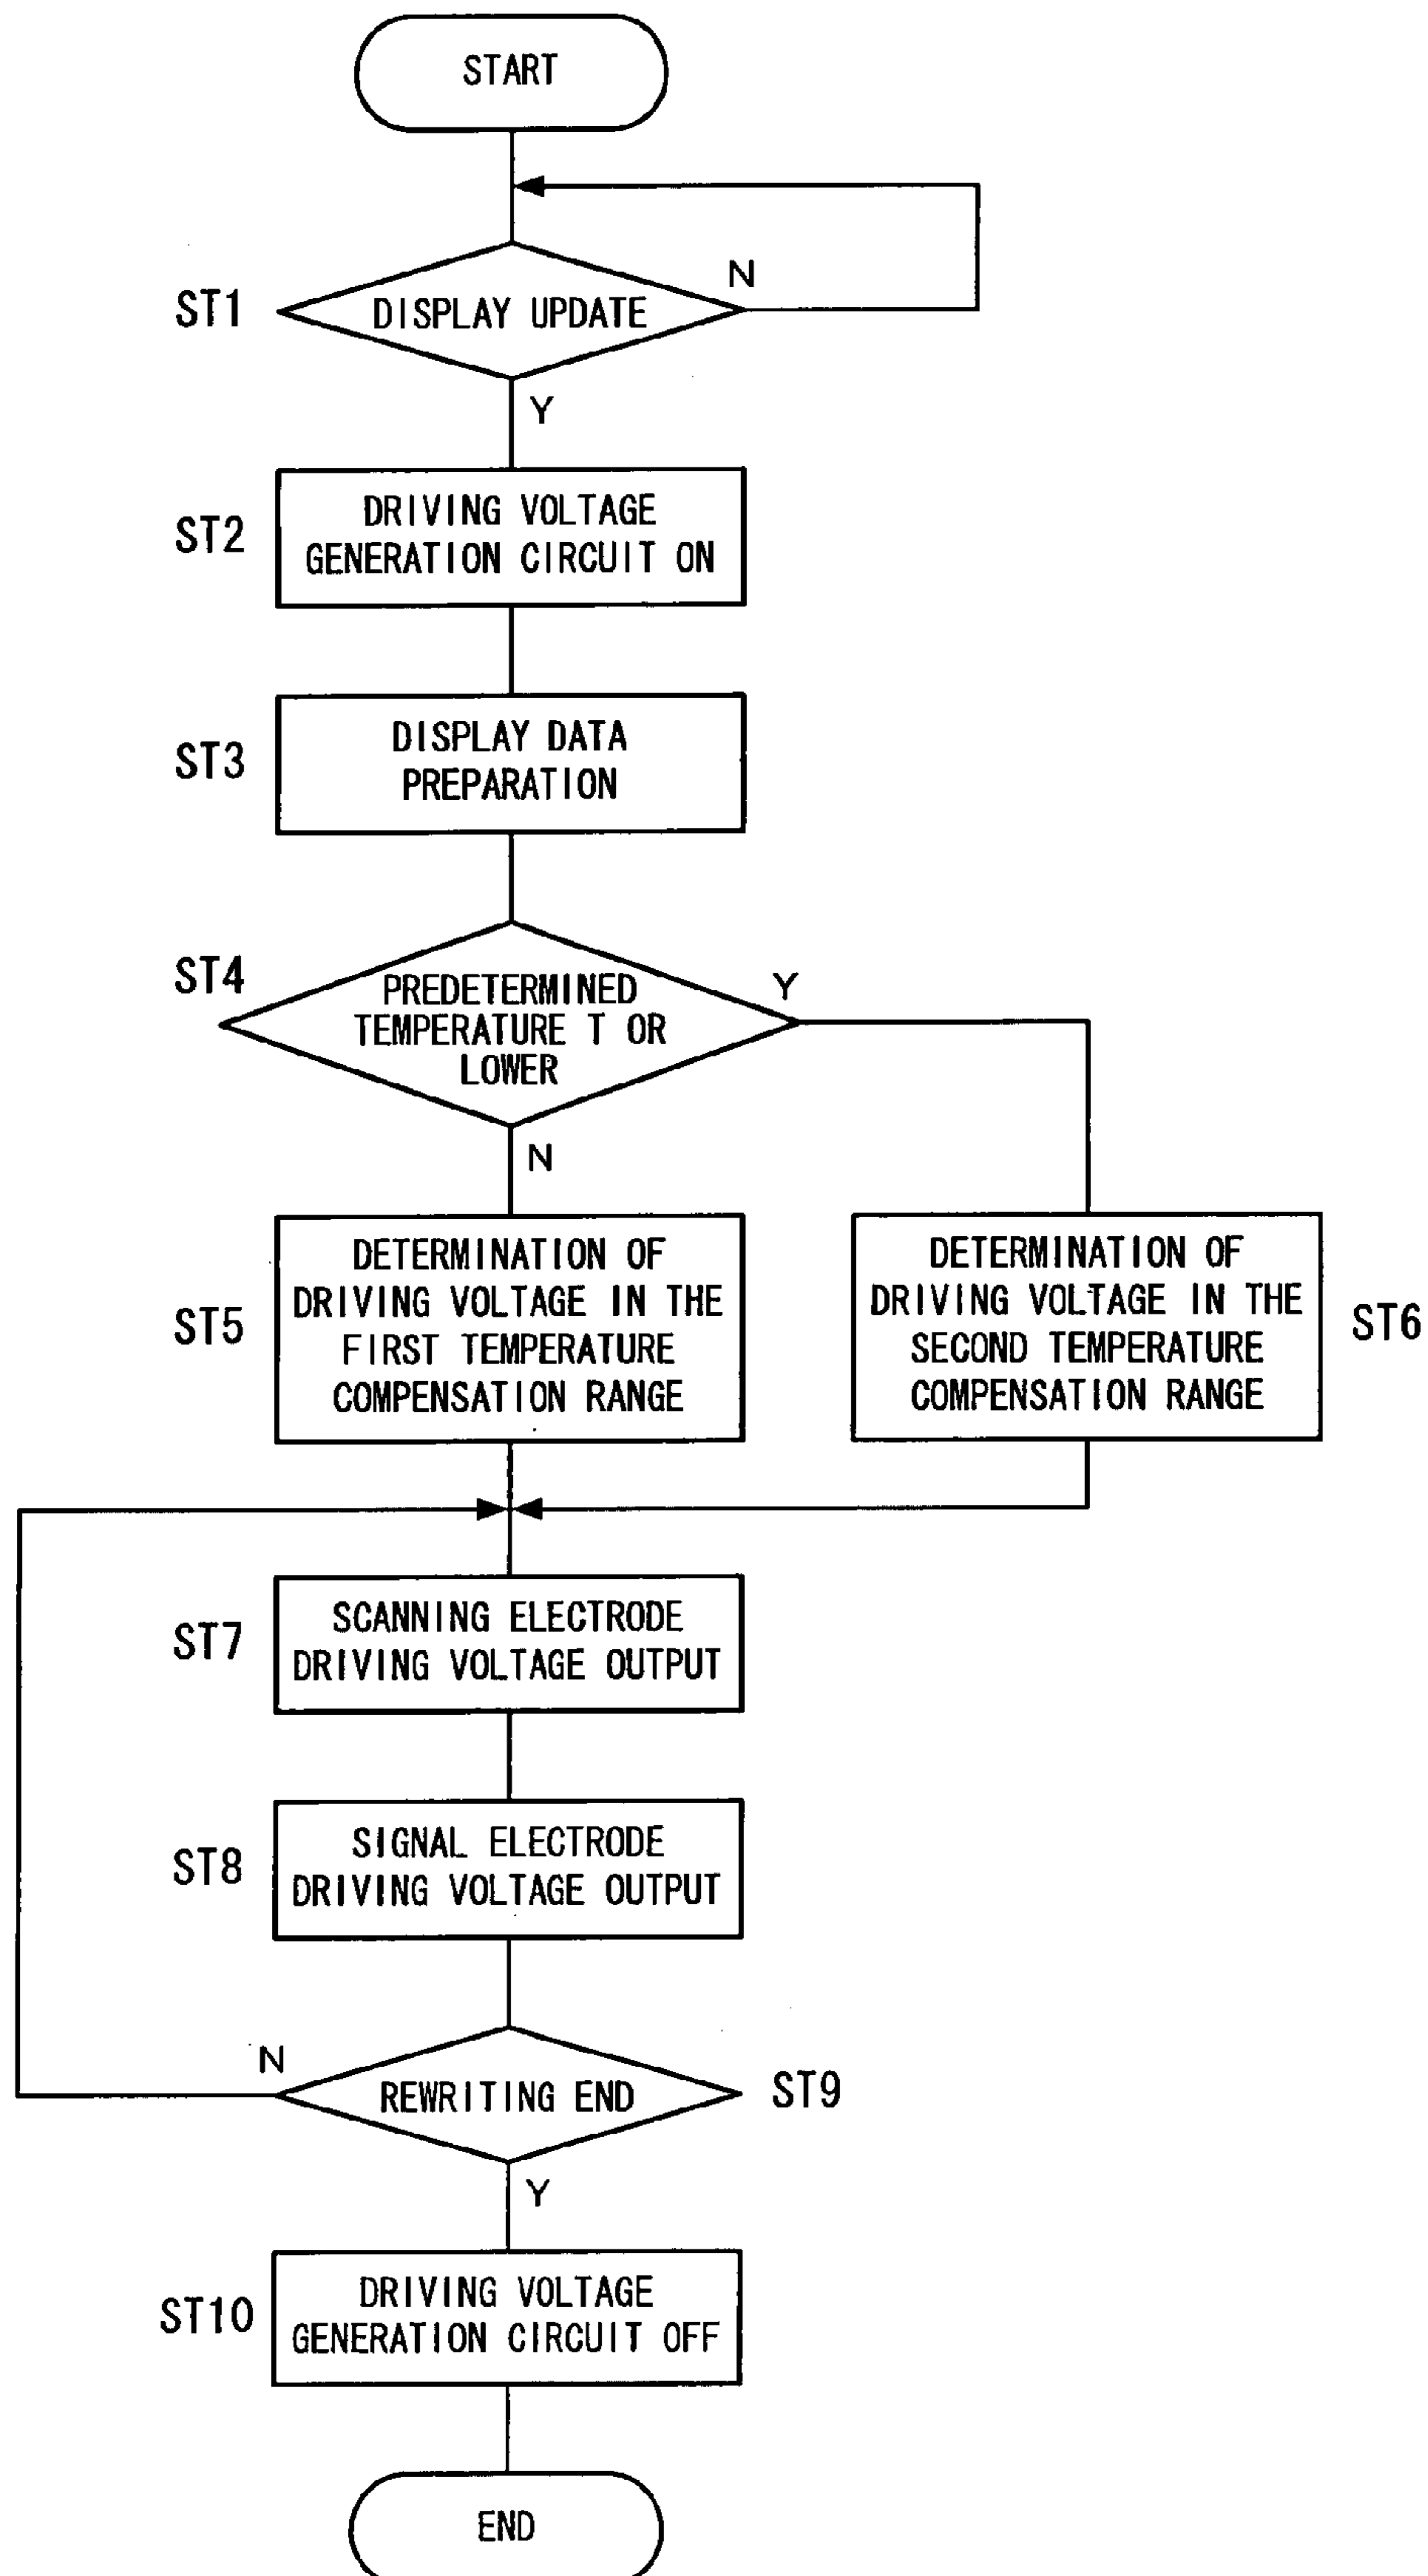 START
N
ST1
DISPLAY UPDATE
Y
ST2
DRIVING VOLTAGE
GENERATION CIRCUIT ON
ST3
DISPLAY DATA
PREPARATION
ST4
PREDETERMINED
TEMPERATURE T OR
LOWER
Y
N
ST5
DETERMINATION OF
DRIVING VOLTAGE IN THE
FIRST TEMPERATURE
COMPENSATION RANGE
DETERMINATION OF
DRIVING VOLTAGE IN THE
SECOND TEMPERATURE
COMPENSATION RANGE
ST6
ST7
SCANNING ELECTRODE
DRIVING VOLTAGE OUTPUT
ST8
SIGNAL ELECTRODE
DRIVING VOLTAGE OUTPUT
N
REWRITING END
ST9
Y
ST10
DRIVING VOLTAGE
GENERATION CIRCUIT OFF
END